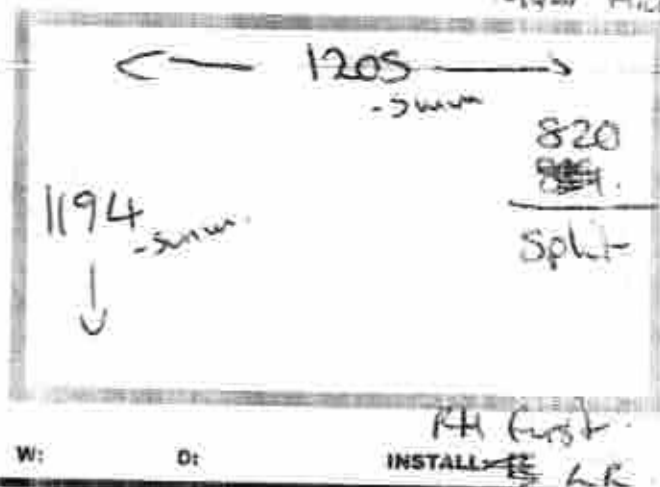 1205
-5mm
820
1194
-5mm.
Split
RH First
W: D: INSTALL
LR